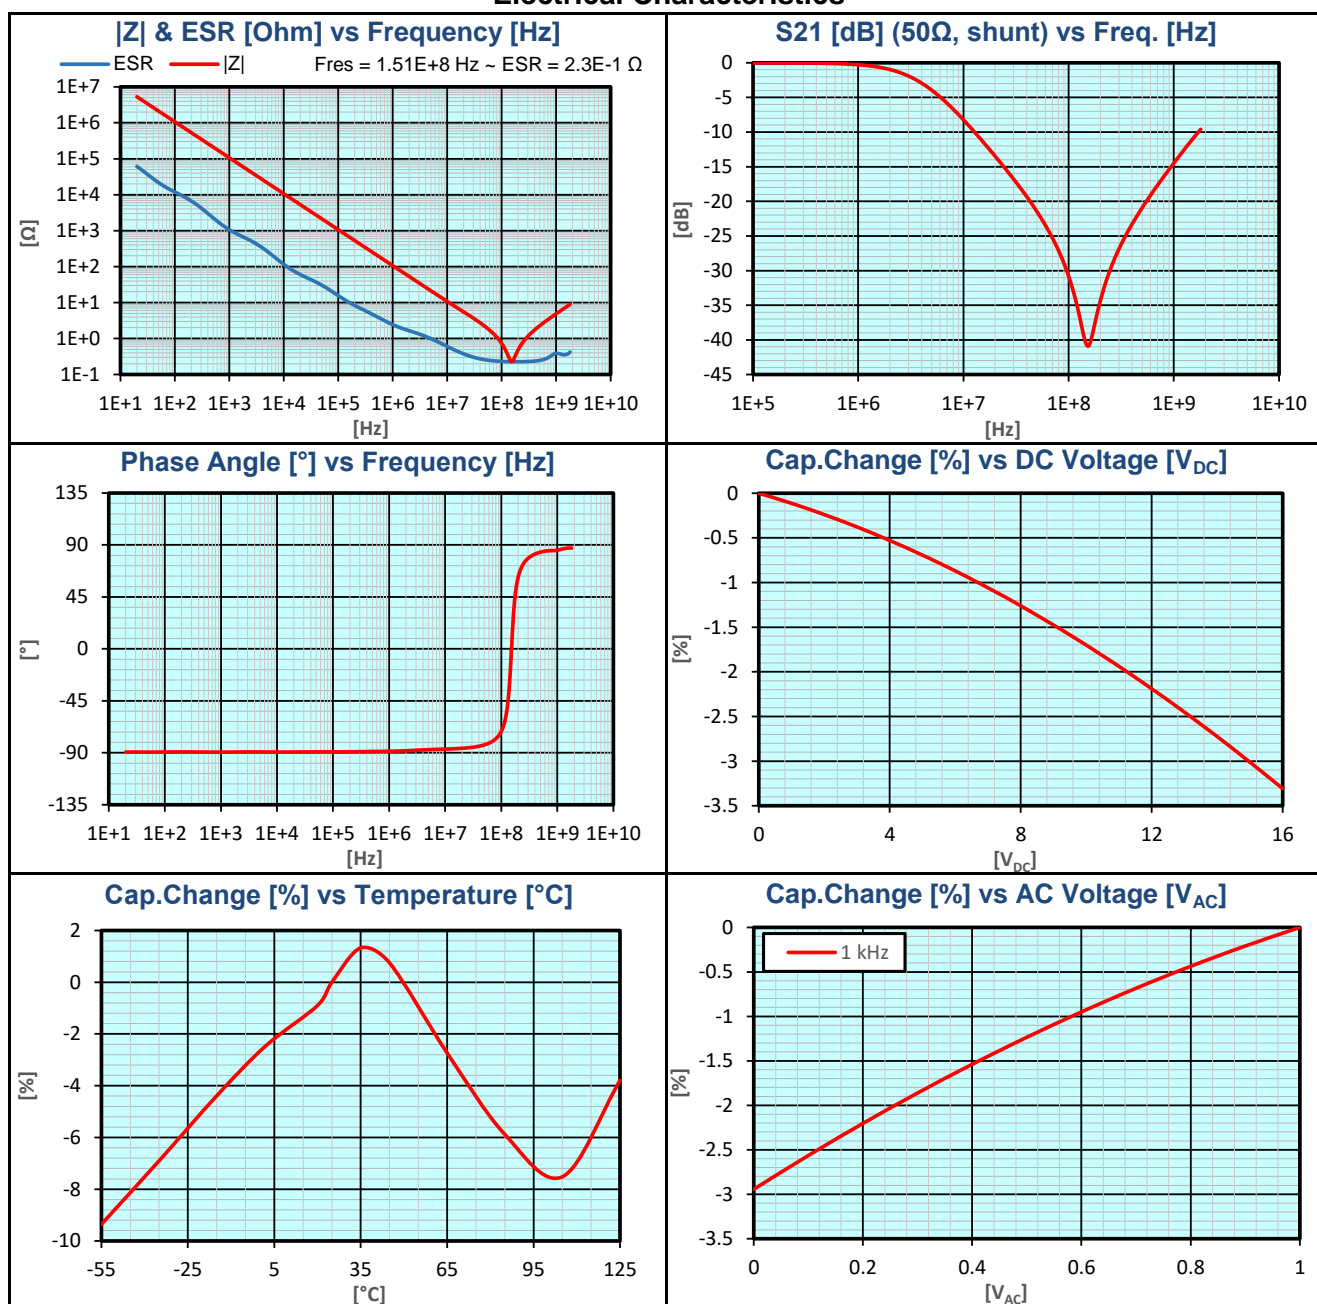 Electrical Characteristics
|Z| & ESR [Ohm] vs Frequency [Hz]
ESR |Z| Fres = 1.51E+8 Hz ~ ESR = 2.3E-1 Ω
1E+7
1E+6
1E+5
1E+4
1E+3
1E+2
1E+1
1E+0
1E-1
[Ω]
1E+1 1E+2 1E+3 1E+4 1E+5 1E+6 1E+7 1E+8 1E+9 1E+10
[Hz]
S21 [dB] (50Ω, shunt) vs Freq. [Hz]
0
-5
-10
-15
-20
-25
-30
-35
-40
-45
[dB]
1E+5 1E+6 1E+7 1E+8 1E+9 1E+10
[Hz]
Phase Angle [°] vs Frequency [Hz]
135
90
45
0
-45
-90
-135
[°]
1E+1 1E+2 1E+3 1E+4 1E+5 1E+6 1E+7 1E+8 1E+9 1E+10
[Hz]
Cap.Change [%] vs DC Voltage [VDC]
0
-0.5
-1
-1.5
-2
-2.5
-3
-3.5
[%]
0 4 8 12 16
[VDC]
Cap.Change [%] vs Temperature [°C]
2
0
-2
-4
-6
-8
-10
[%]
-55 -25 5 35 65 95 125
[°C]
Cap.Change [%] vs AC Voltage [VAC]
1 kHz
0
-0.5
-1
-1.5
-2
-2.5
-3
-3.5
[%]
0 0.2 0.4 0.6 0.8 1
[VAC]